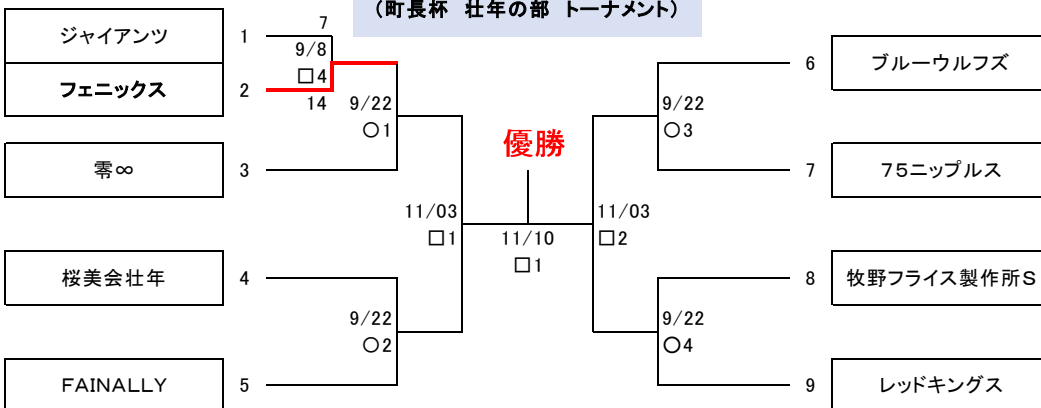 (町長杯 壮年の部 トーナメント)
ジャイアンツ 1 7
9/8
□4
フェニックス 2 14
9/22
○1
零∞ 3
11/03
□1
桜美会壮年 4
9/22
○2
FAINALLY 5
優勝
11/10
□1
6 ブルーウルフズ
9/22
○3
7 75ニップルス
11/03
□2
8 牧野フライス製作所S
9/22
○4
9 レッドキングス